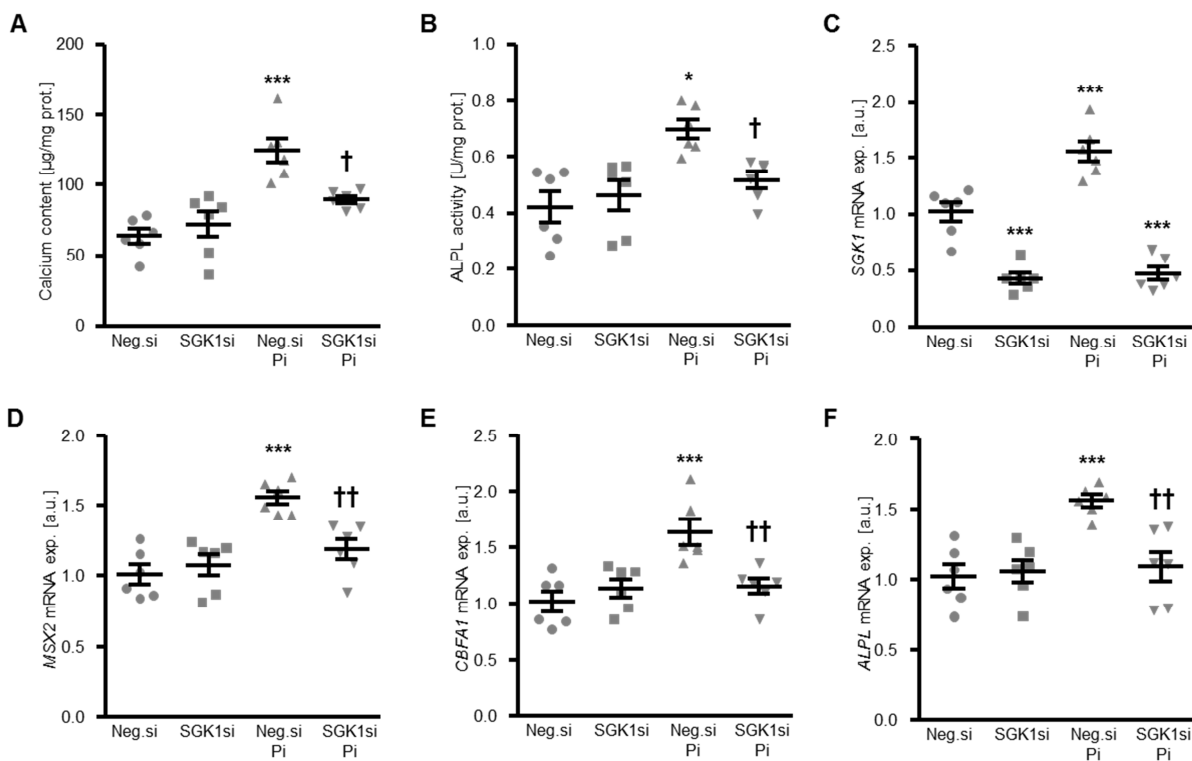 A
Calcium content [µg/mg prot.]
200
150
100
50
0
***
†
Neg.si
SGK1si
Neg.si
Pi
SGK1si
Pi
B
ALPL activity [U/mg prot.]
1.0
0.8
0.6
0.4
0.2
0.0
*
†
Neg.si
SGK1si
Neg.si
Pi
SGK1si
Pi
C
SGK1 mRNA exp. [a.u.]
2.5
2.0
1.5
1.0
0.5
0.0
***
***
***
Neg.si
SGK1si
Neg.si
Pi
SGK1si
Pi
D
MSX2 mRNA exp. [a.u.]
2.0
1.5
1.0
0.5
0.0
***
††
Neg.si
SGK1si
Neg.si
Pi
SGK1si
Pi
E
CBFA1 mRNA exp. [a.u.]
2.5
2.0
1.5
1.0
0.5
0.0
***
††
Neg.si
SGK1si
Neg.si
Pi
SGK1si
Pi
F
ALPL mRNA exp. [a.u.]
2.0
1.5
1.0
0.5
0.0
***
††
Neg.si
SGK1si
Neg.si
Pi
SGK1si
Pi